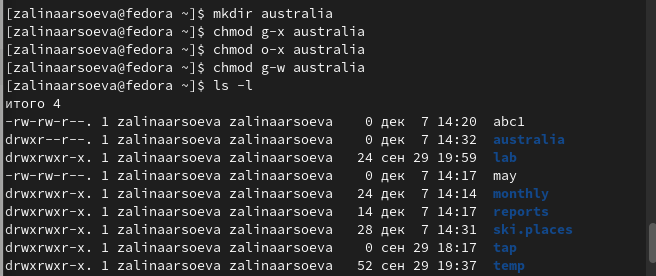 [zalinaarsoeva@fedora ~]$ mkdir australia
[zalinaarsoeva@fedora ~]$ chmod g-x australia
[zalinaarsoeva@fedora ~]$ chmod o-x australia
[zalinaarsoeva@fedora ~]$ chmod g-w australia
[zalinaarsoeva@fedora ~]$ ls -l
итого 4
-rw-rw-r--. 1 zalinaarsoeva zalinaarsoeva    0 дек  7 14:20  abc1
drwxr--r--. 1 zalinaarsoeva zalinaarsoeva    0 дек  7 14:32  australia
drwxrwxr-x. 1 zalinaarsoeva zalinaarsoeva   24 сен 29 19:59  lab
-rw-rw-r--. 1 zalinaarsoeva zalinaarsoeva    0 дек  7 14:17  may
drwxrwxr-x. 1 zalinaarsoeva zalinaarsoeva   24 дек  7 14:14  monthly
drwxrwxr-x. 1 zalinaarsoeva zalinaarsoeva   14 дек  7 14:17  reports
drwxrwxr-x. 1 zalinaarsoeva zalinaarsoeva   28 дек  7 14:31  ski.places
drwxrwxr-x. 1 zalinaarsoeva zalinaarsoeva    0 сен 29 18:17  tap
drwxrwxr-x. 1 zalinaarsoeva zalinaarsoeva   52 сен 29 19:37  temp